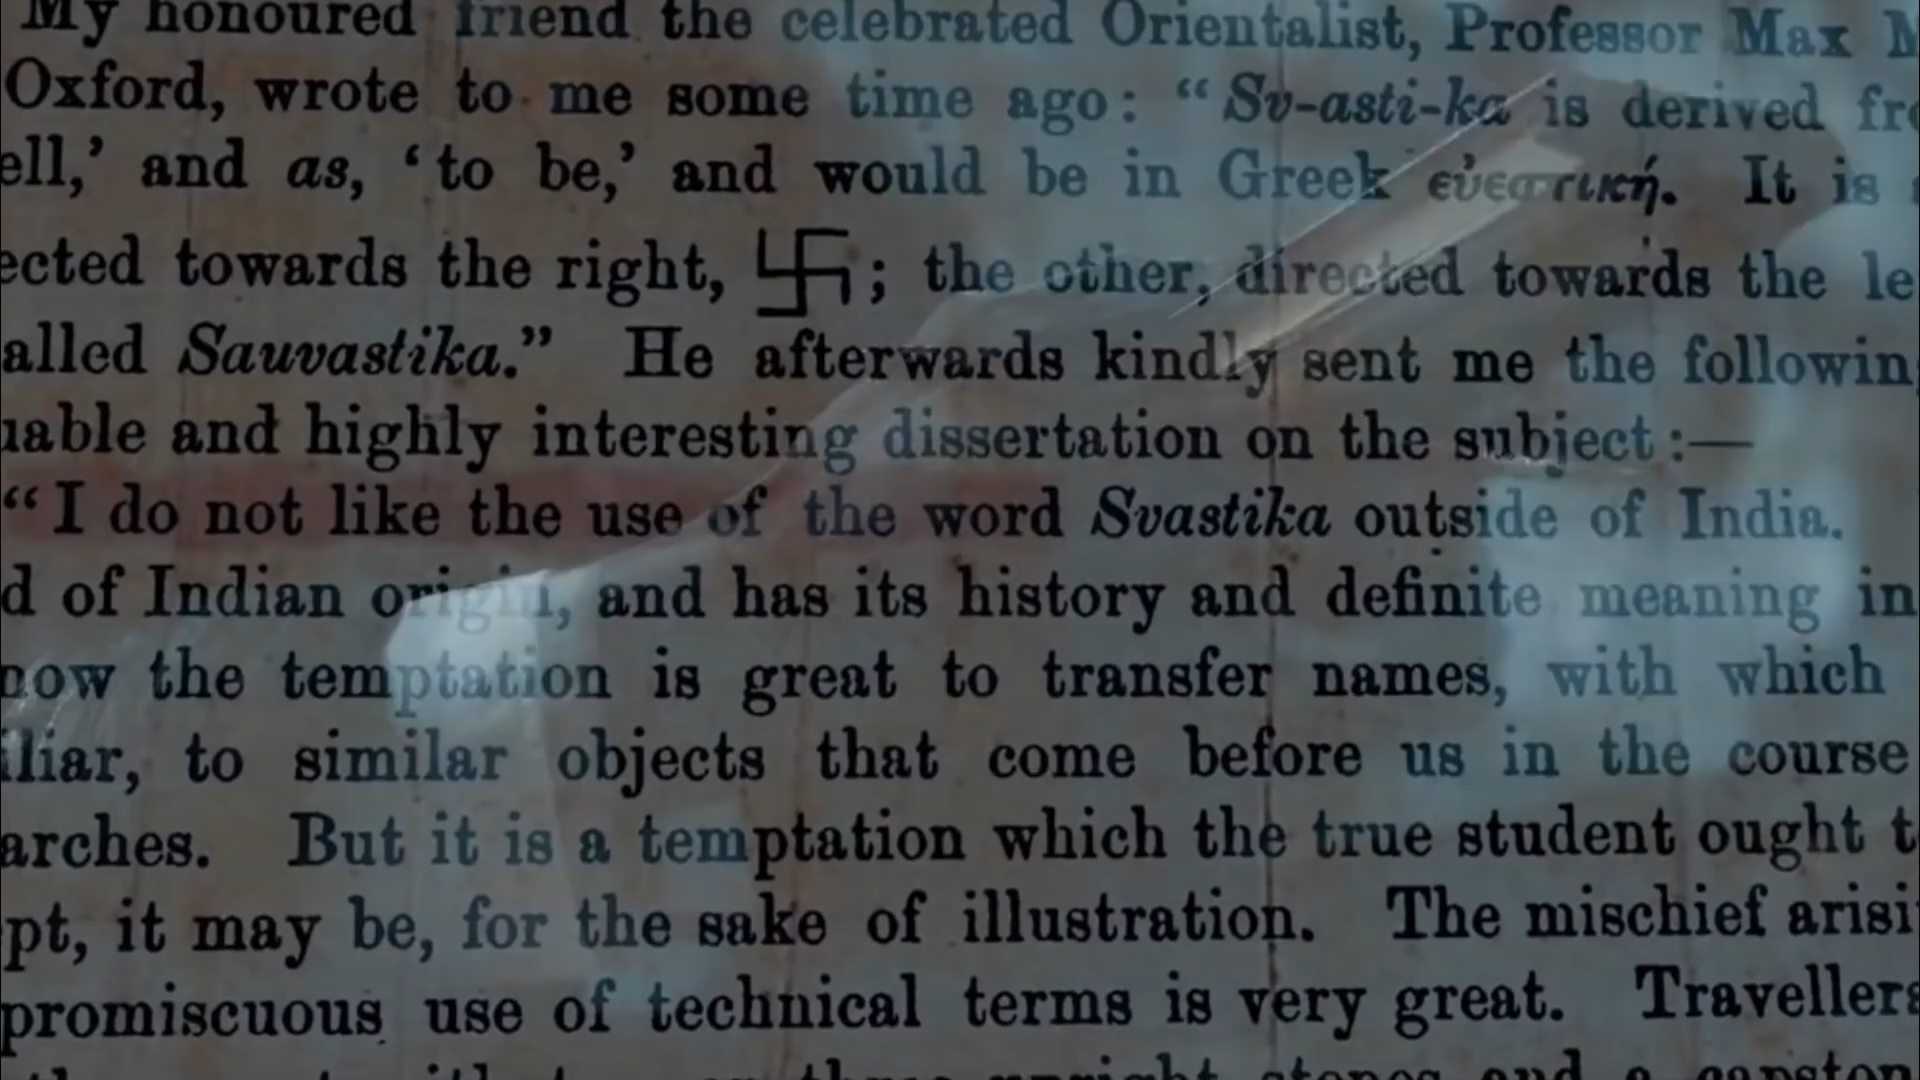 My honoured friend the celebrated Orientalist, Professor Max
Oxford, wrote to me some time ago: “Sv-asti-ka is derived
ell,’ and as, ‘to be,’ and would be in Greek εὐεστική. It is
ected towards the right, 卐; the other, directed towards the le
alled Sauvastika.” He afterwards kindly sent me the followin
uable and highly interesting dissertation on the subject:—
“I do not like the use of the word Svastika outside of India.
d of Indian origin, and has its history and definite meaning in
now the temptation is great to transfer names, with which
iliar, to similar objects that come before us in the course
arches. But it is a temptation which the true student ought
pt, it may be, for the sake of illustration. The mischief arisi
promiscuous use of technical terms is very great. Travellers
upright stones and a